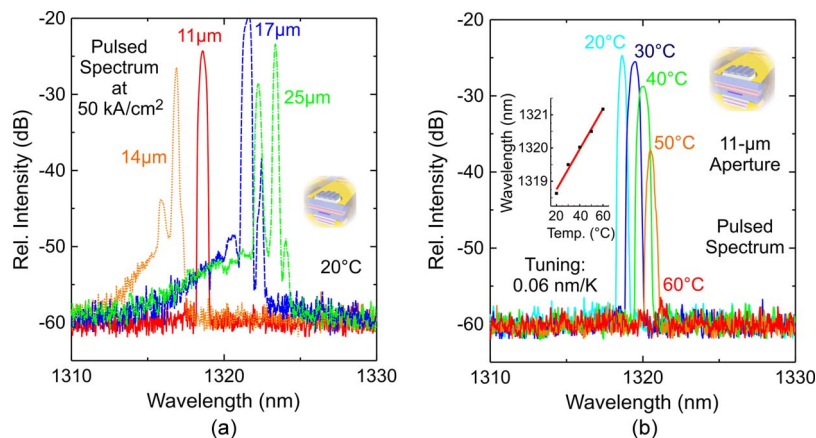 -20
-30
-40
-50
-60
Rel. Intensity (dB)
Pulsed
Spectrum
at
50 kA/cm²
11µm
17µm
14µm
25µm
20°C
1310
1320
1330
Wavelength (nm)
(a)
-20
-30
-40
-50
-60
Rel. Intensity (dB)
20°C
30°C
40°C
50°C
60°C
11-µm
Aperture
Pulsed
Spectrum
Wavelength (nm)
1321
1320
1319
20
40
60
Temp. (°C)
Tuning:
0.06 nm/K
1310
1320
1330
Wavelength (nm)
(b)